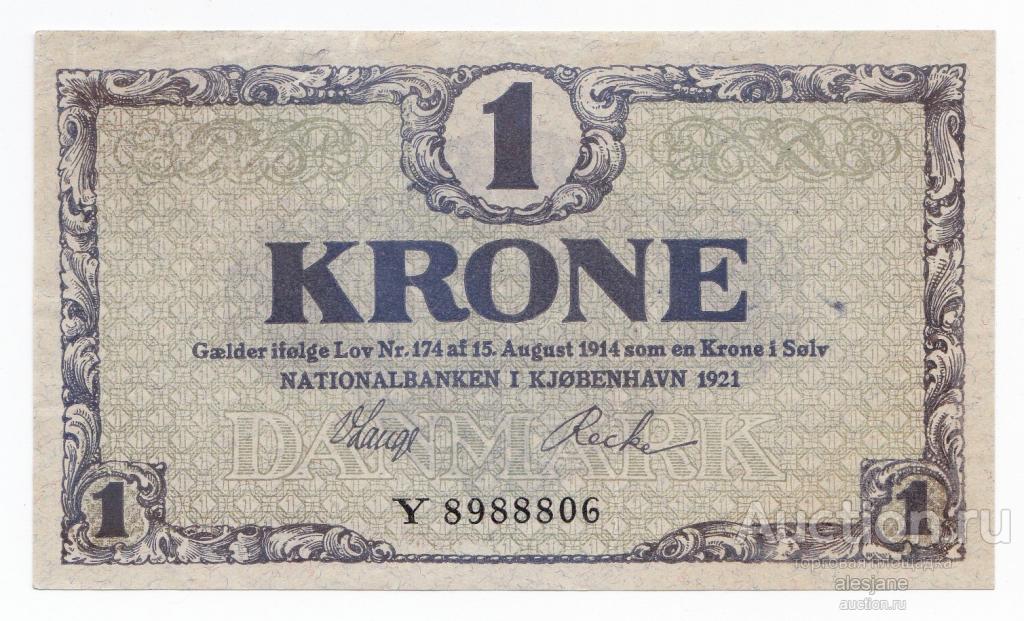 1
KRONE
Gælder ifølge Lov Nr. 174 af 15. August 1914 som en Krone i Sølv
NATIONALBANKEN I KJØBENHAVN 1921
DANMARK
VLange Recke
Y 8988806
1 1
Auction.ru
торговая площадка
alesjane
auction.ru